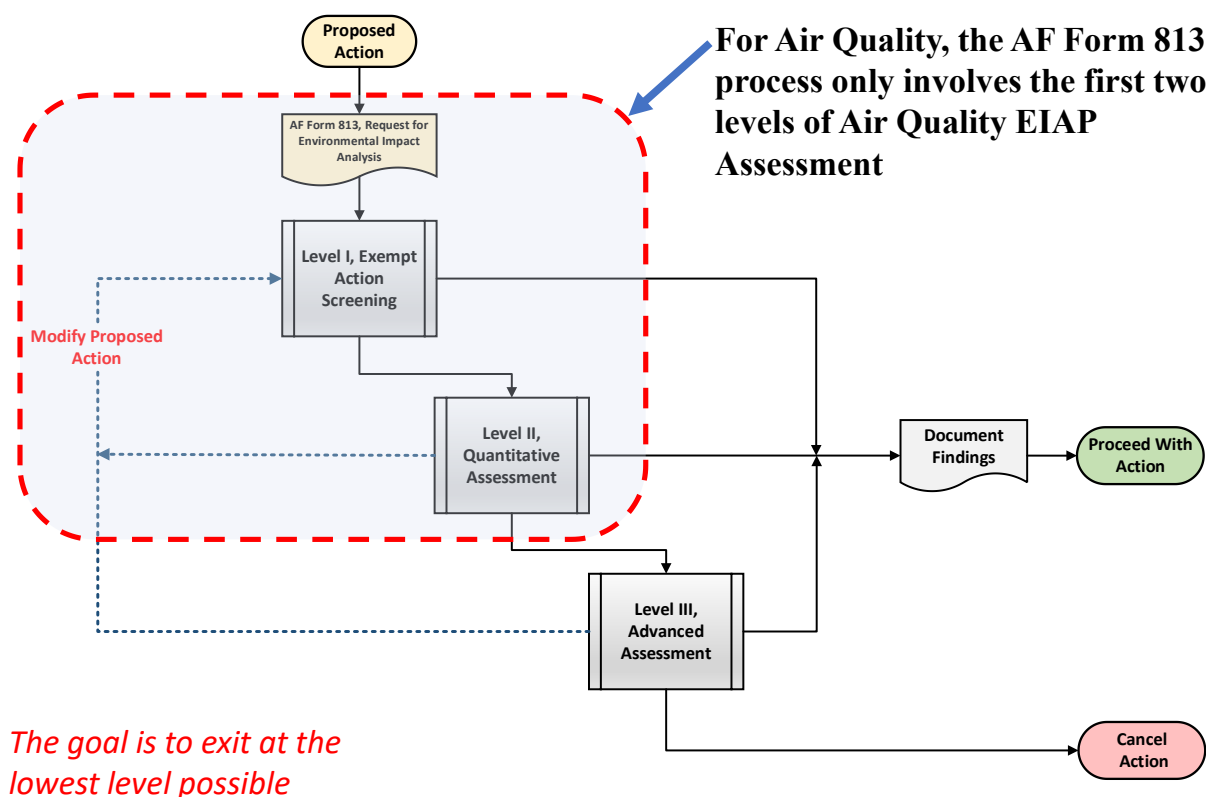 Proposed
Action
For Air Quality, the AF Form 813
process only involves the first two
levels of Air Quality EIAP
Assessment
AF Form 813, Request for
Environmental Impact
Analysis
Level I, Exempt
Action
Screening
Modify Proposed
Action
Level II,
Quantitative
Assessment
Document
Findings
Proceed With
Action
Level III,
Advanced
Assessment
Cancel
Action
The goal is to exit at the
lowest level possible